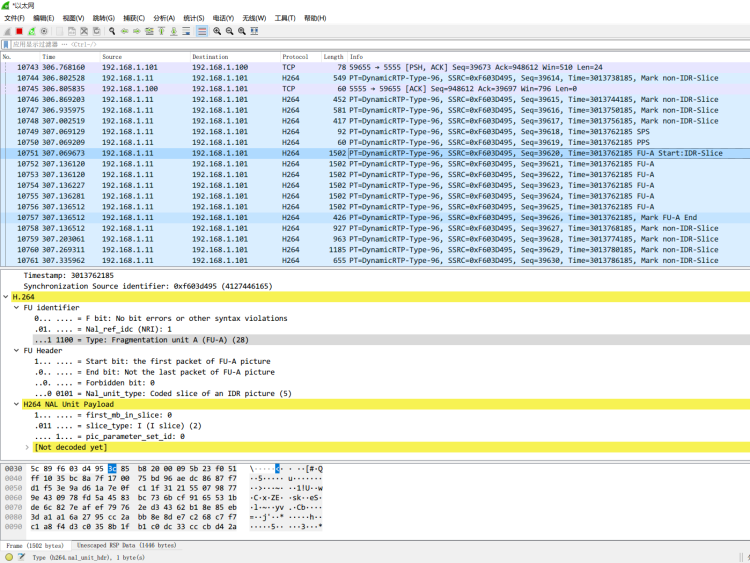 *以太网
文件(F) 编辑(E) 视图(V) 跳转(G) 捕获(C) 分析(A) 统计(S) 电话(Y) 无线(W) 工具(T) 帮助(H)
应用显示过滤器 … <Ctrl-/>
No. Time Source Destination Protocol Length Info
10743 306.768160 192.168.1.101 192.168.1.100 TCP 78 59655 → 5555 [PSH, ACK] Seq=39673 Ack=948612 Win=510 Len=24
10744 306.802528 192.168.1.11 192.168.1.101 H264 549 PT=DynamicRTP-Type-96, SSRC=0xF603D495, Seq=39614, Time=3013738185, Mark non-IDR-Slice
10745 306.805835 192.168.1.100 192.168.1.101 TCP 60 5555 → 59655 [ACK] Seq=948612 Ack=39697 Win=796 Len=0
10746 306.869203 192.168.1.11 192.168.1.101 H264 452 PT=DynamicRTP-Type-96, SSRC=0xF603D495, Seq=39615, Time=3013744185, Mark non-IDR-Slice
10747 306.935975 192.168.1.11 192.168.1.101 H264 581 PT=DynamicRTP-Type-96, SSRC=0xF603D495, Seq=39616, Time=3013750185, Mark non-IDR-Slice
10748 307.002519 192.168.1.11 192.168.1.101 H264 417 PT=DynamicRTP-Type-96, SSRC=0xF603D495, Seq=39617, Time=3013756185, Mark non-IDR-Slice
10749 307.069129 192.168.1.11 192.168.1.101 H264 92 PT=DynamicRTP-Type-96, SSRC=0xF603D495, Seq=39618, Time=3013762185 SPS
10750 307.069209 192.168.1.11 192.168.1.101 H264 60 PT=DynamicRTP-Type-96, SSRC=0xF603D495, Seq=39619, Time=3013762185 PPS
10751 307.069673 192.168.1.11 192.168.1.101 H264 1502 PT=DynamicRTP-Type-96, SSRC=0xF603D495, Seq=39620, Time=3013762185 FU-A Start:IDR-Slice
10752 307.136120 192.168.1.11 192.168.1.101 H264 1502 PT=DynamicRTP-Type-96, SSRC=0xF603D495, Seq=39621, Time=3013762185 FU-A
10753 307.136120 192.168.1.11 192.168.1.101 H264 1502 PT=DynamicRTP-Type-96, SSRC=0xF603D495, Seq=39622, Time=3013762185 FU-A
10754 307.136227 192.168.1.11 192.168.1.101 H264 1502 PT=DynamicRTP-Type-96, SSRC=0xF603D495, Seq=39623, Time=3013762185 FU-A
10755 307.136281 192.168.1.11 192.168.1.101 H264 1502 PT=DynamicRTP-Type-96, SSRC=0xF603D495, Seq=39624, Time=3013762185 FU-A
10756 307.136512 192.168.1.11 192.168.1.101 H264 1502 PT=DynamicRTP-Type-96, SSRC=0xF603D495, Seq=39625, Time=3013762185 FU-A
10757 307.136512 192.168.1.11 192.168.1.101 H264 426 PT=DynamicRTP-Type-96, SSRC=0xF603D495, Seq=39626, Time=3013762185, Mark FU-A End
10758 307.136512 192.168.1.11 192.168.1.101 H264 927 PT=DynamicRTP-Type-96, SSRC=0xF603D495, Seq=39627, Time=3013768185, Mark non-IDR-Slice
10759 307.203061 192.168.1.11 192.168.1.101 H264 963 PT=DynamicRTP-Type-96, SSRC=0xF603D495, Seq=39628, Time=3013774185, Mark non-IDR-Slice
10760 307.269311 192.168.1.11 192.168.1.101 H264 1185 PT=DynamicRTP-Type-96, SSRC=0xF603D495, Seq=39629, Time=3013780185, Mark non-IDR-Slice
10761 307.335962 192.168.1.11 192.168.1.101 H264 655 PT=DynamicRTP-Type-96, SSRC=0xF603D495, Seq=39630, Time=3013786185, Mark non-IDR-Slice
Timestamp: 3013762185
Synchronization Source identifier: 0xf603d495 (4127446165)
H.264
FU identifier
0... .... = F bit: No bit errors or other syntax violations
.01. .... = Nal_ref_idc (NRI): 1
...1 1100 = Type: Fragmentation unit A (FU-A) (28)
FU Header
1... .... = Start bit: the first packet of FU-A picture
.0.. .... = End bit: Not the last packet of FU-A picture
..0. .... = Forbidden bit: 0
...0 0101 = Nal_unit_type: Coded slice of an IDR picture (5)
H264 NAL Unit Payload
1... .... = first_mb_in_slice: 0
.011 .... = slice_type: I (I slice) (2)
.... 1... = pic_parameter_set_id: 0
[Not decoded yet]
0030 5c 89 f6 03 d4 95 3c 85 b8 20 00 09 5b 23 f0 51 \·····<· · ··[#·Q
0040 ff 10 35 bc 8a 7f 17 00 75 bd 96 ae dc 86 87 f7 ··5····· u·······
0050 d1 f5 3e 9a d6 1a 7e 0f c1 1f 31 21 55 07 98 77 ··>···~· ··1!U··w
0060 9e 43 09 78 fd 5a 45 83 bc 73 6b cf 91 65 53 1b ·C·x·ZE· ·sk··eS·
0070 de 6c 82 7e af ef 79 76 2e d3 43 62 b1 8e 85 eb ·l·~··yv .·Cb····
0080 3d a1 a1 6a 27 95 cc 2a bb 8e 8d e7 c2 68 c7 f7 =··j'··* ·····h··
0090 c1 a8 f4 d3 c0 35 8b 1f b1 c0 dc 33 cc cb d4 2a ·····5·· ···3···*
Frame (1502 bytes) Unescaped RSP Data (1446 bytes)
Type (h264.nal_unit_hdr), 1 byte(s)